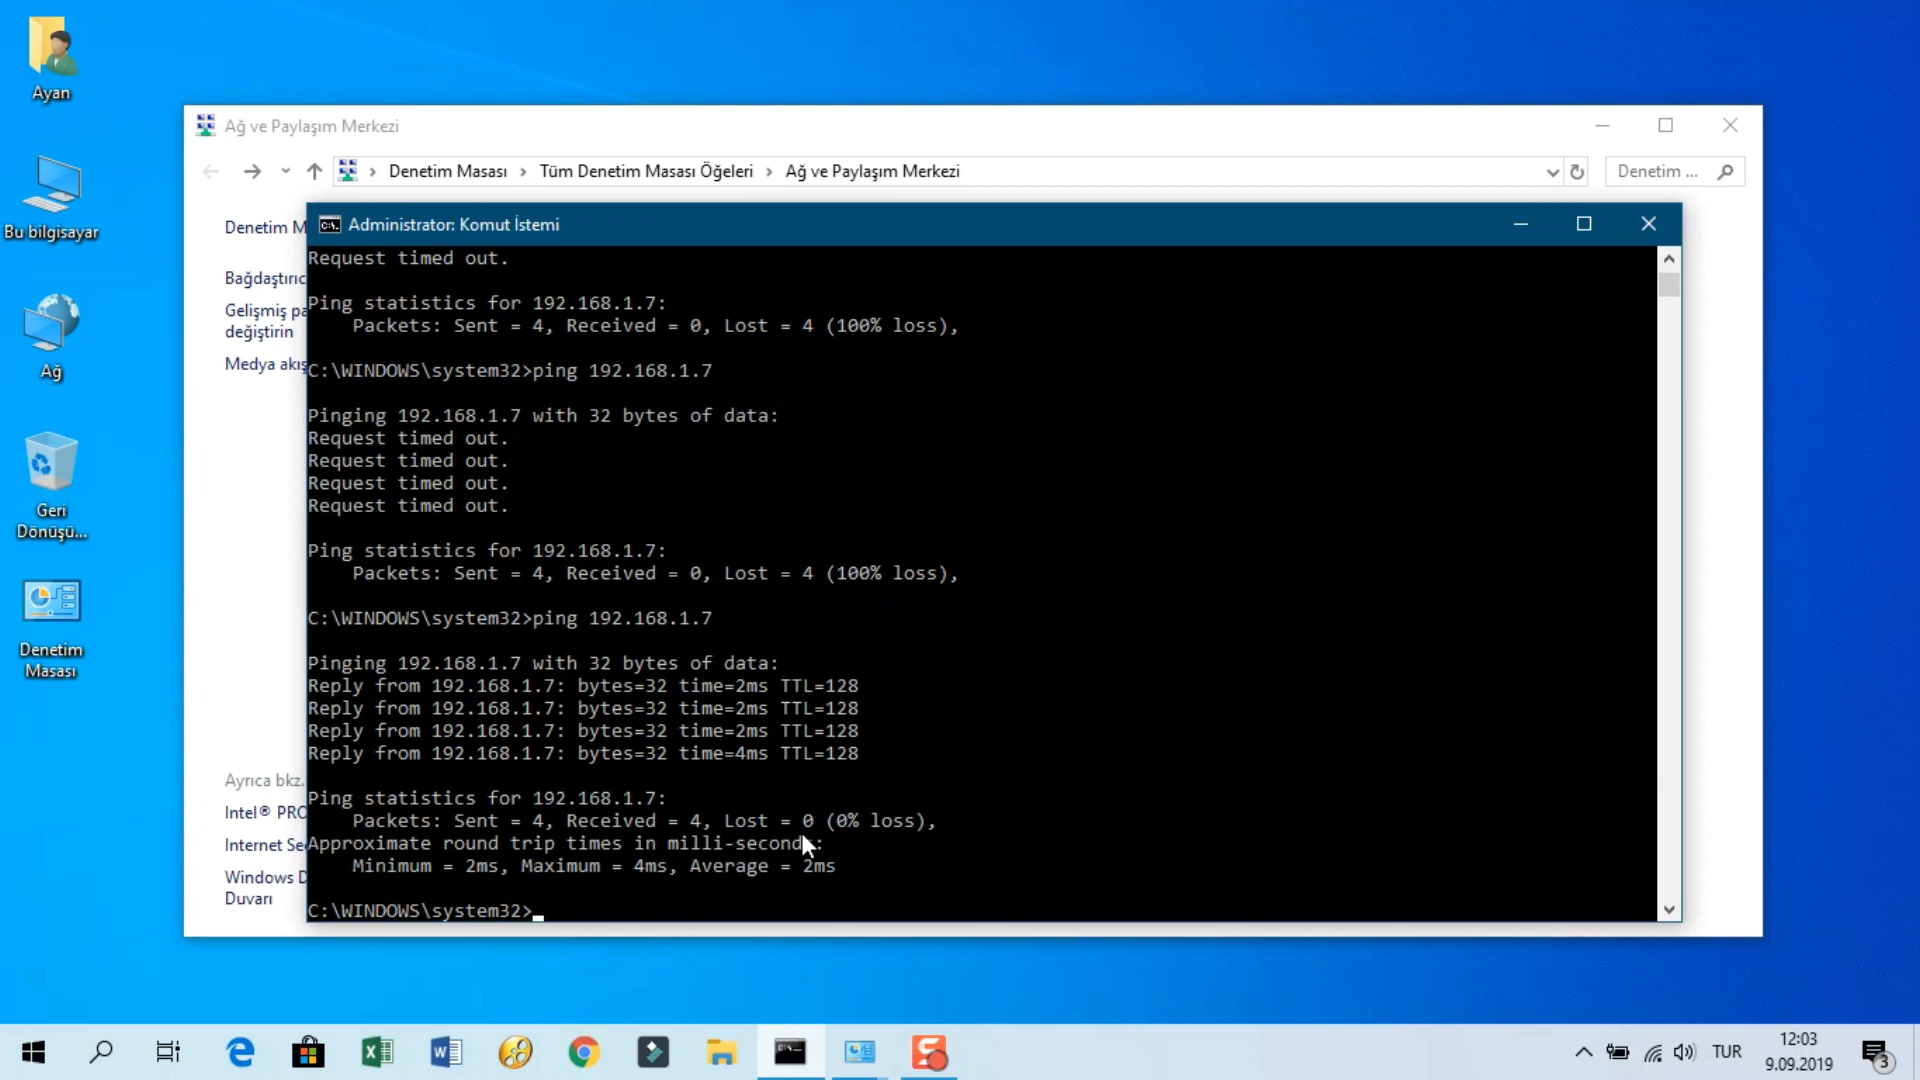 Ayan
Bu bilgisayar
Ağ
Geri
Dönüşü...
Denetim
Masası
Ağ ve Paylaşım Merkezi
Denetim Masası
Tüm Denetim Masası Öğeleri
Ağ ve Paylaşım Merkezi
Denetim ...
Denetim M
Bağdaştırıc
Gelişmiş pa
değiştirin
Medya akış
Ayrıca bkz.
Intel® PRO
Internet Se
Windows D
Duvarı
Administrator: Komut İstemi
Request timed out.
Ping statistics for 192.168.1.7:
Packets: Sent = 4, Received = 0, Lost = 4 (100% loss),
C:\WINDOWS\system32>ping 192.168.1.7
Pinging 192.168.1.7 with 32 bytes of data:
Request timed out.
Request timed out.
Request timed out.
Request timed out.
Ping statistics for 192.168.1.7:
Packets: Sent = 4, Received = 0, Lost = 4 (100% loss),
C:\WINDOWS\system32>ping 192.168.1.7
Pinging 192.168.1.7 with 32 bytes of data:
Reply from 192.168.1.7: bytes=32 time=2ms TTL=128
Reply from 192.168.1.7: bytes=32 time=2ms TTL=128
Reply from 192.168.1.7: bytes=32 time=2ms TTL=128
Reply from 192.168.1.7: bytes=32 time=4ms TTL=128
Ping statistics for 192.168.1.7:
Packets: Sent = 4, Received = 4, Lost = 0 (0% loss),
Approximate round trip times in milli-seconds:
Minimum = 2ms, Maximum = 4ms, Average = 2ms
C:\WINDOWS\system32>
TUR
12:03
9.09.2019
3